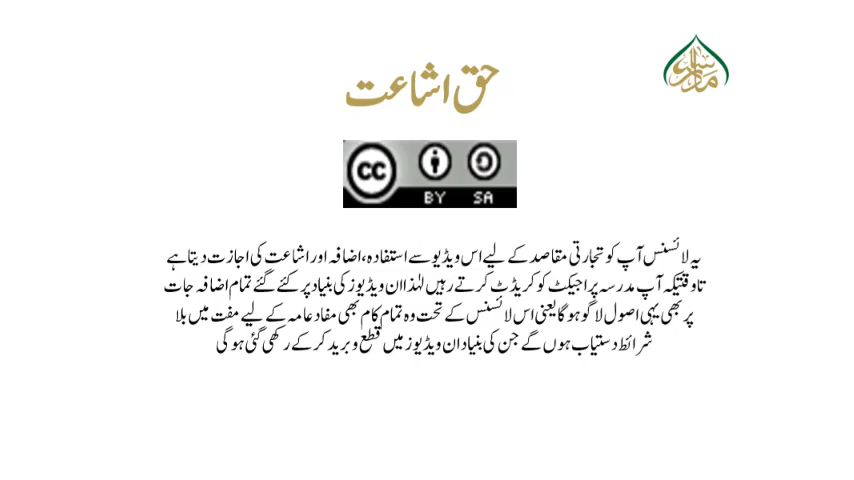 مدرسہ
حق اشاعت
cc
BY SA
یہ لائسنس آپ کو تجارتی مقاصد کے لیے اس ویڈیو سے استفادہ، اضافہ اور اشاعت کی اجازت دیتا ہے
تاوقتیکہ آپ مدرسہ پراجیکٹ کو کریڈٹ کرتے رہیں لہٰذا ان ویڈیوز کی بنیاد پر کئے گئے تمام اضافہ جات
پر بھی یہی اصول لاگو ہو گا یعنی اس لائسنس کے تحت وہ تمام کام بھی مفاد عامہ کے لیے مفت میں بلا
شرائط دستیاب ہوں گے جن کی بنیاد ان ویڈیوز میں قطع و برید کر کے رکھی گئی ہو گی